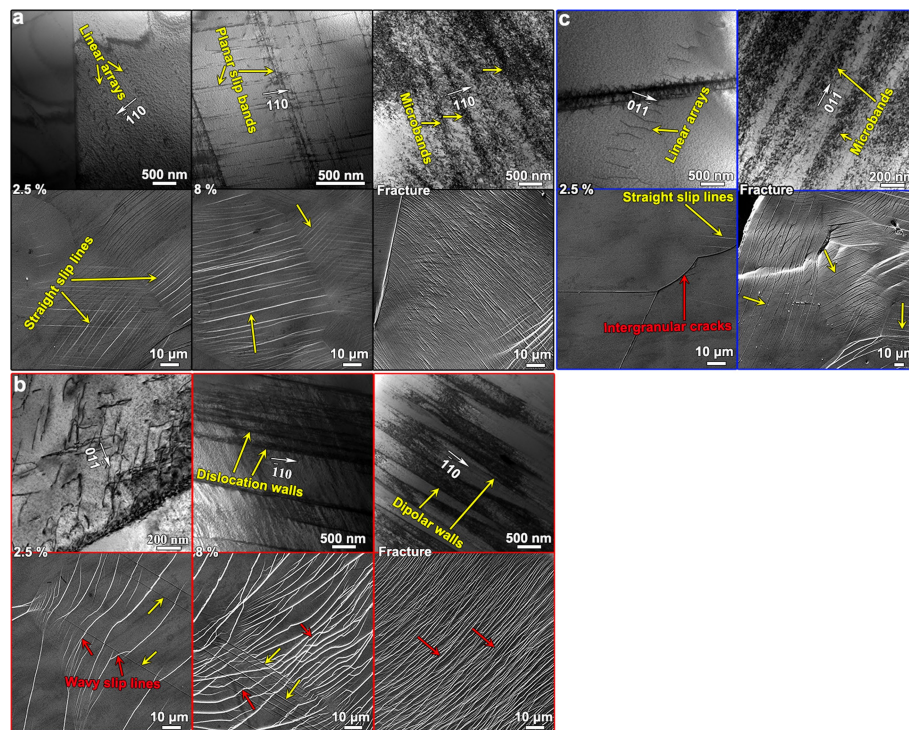 a
Linear arrays
110
500 nm
Planar slip bands
110
500 nm
Microbands
110
500 nm
2.5 %
8 %
Fracture
Straight slip lines
10 µm
10 µm
10 µm
c
011
Linear arrays
500 nm
011
Microbands
200 nm
2.5 %
Fracture
Straight slip lines
Intergranular cracks
10 µm
10 µm
b
011
200 nm
Dislocation walls
110
500 nm
110
Dipolar walls
500 nm
2.5 %
8 %
Fracture
Wavy slip lines
10 µm
10 µm
10 µm